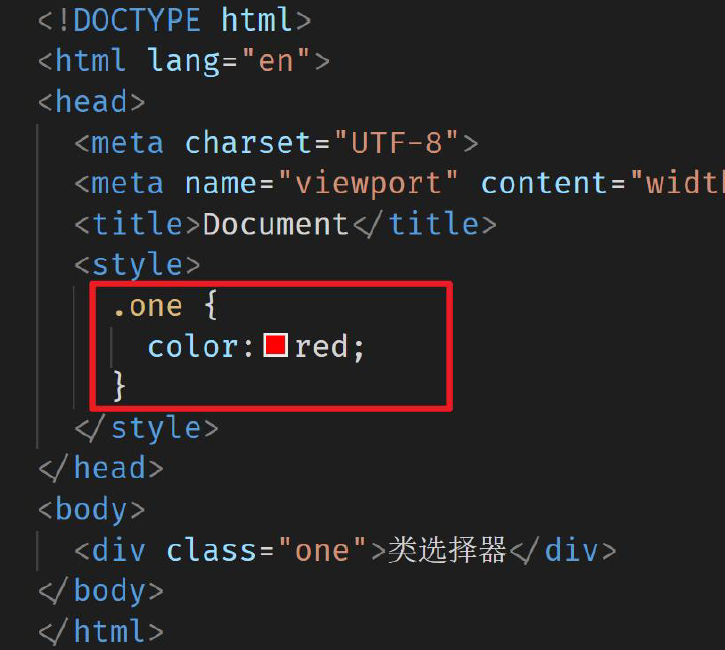 <!DOCTYPE html>
<html lang="en">
<head>
<meta charset="UTF-8">
<meta name="viewport" content="widt
<title>Document</title>
<style>
.one {
color:red;
}
</style>
</head>
<body>
<div class="one">类选择器</div>
</body>
</html>